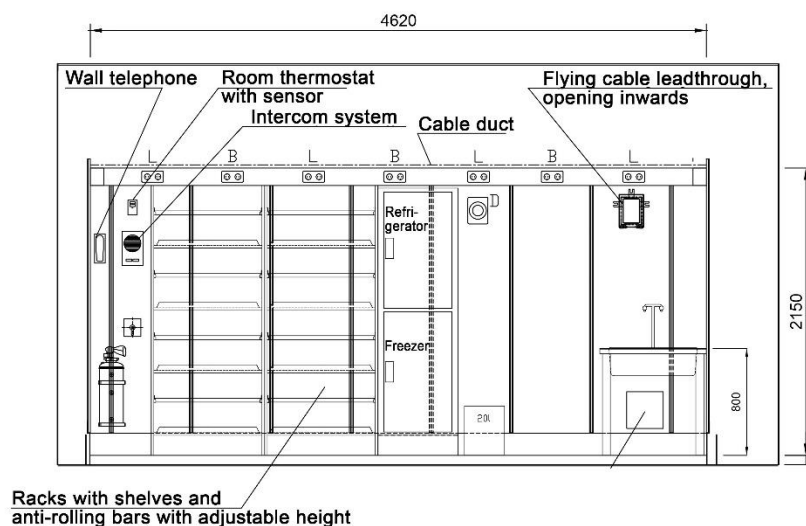 4620
Wall telephone
Room thermostat
with sensor
Intercom system
Cable duct
Flying cable leadthrough,
opening inwards
L B L B L B L
Refri-
gerator
Freezer
20l
800
2150
Racks with shelves and
anti-rolling bars with adjustable height